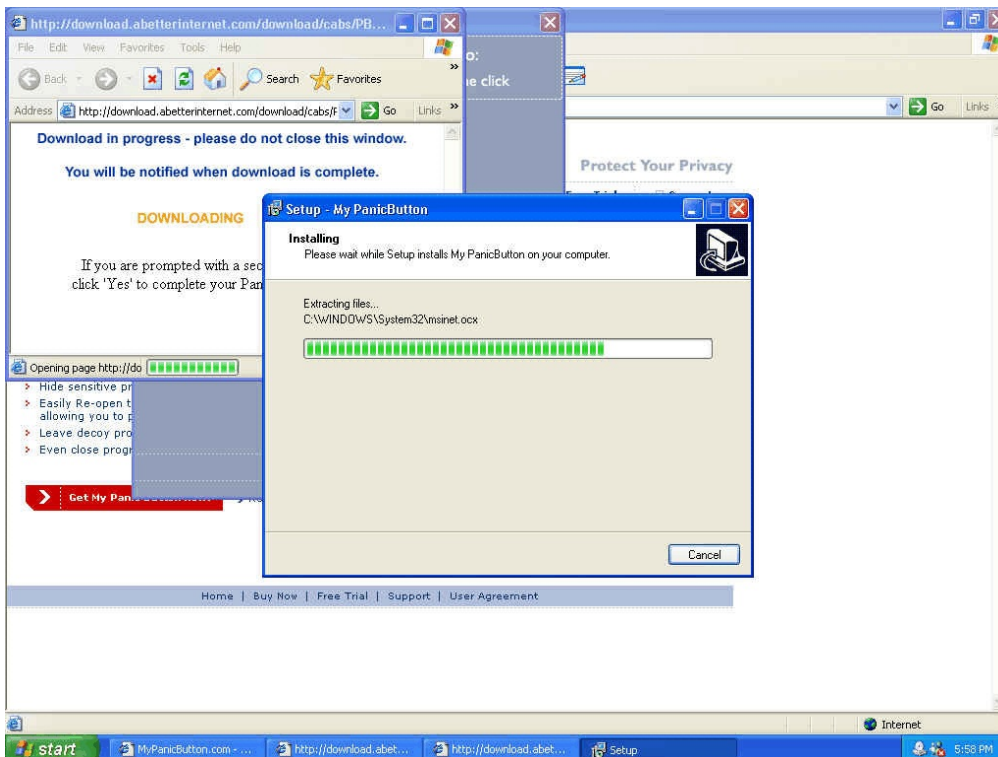 http://download.abetterinternet.com/download/cabs/PB...
File Edit View Favorites Tools Help
Back Search Favorites
Address http://download.abetterinternet.com/download/cabs/F Go Links
Download in progress - please do not close this window.
You will be notified when download is complete.
DOWNLOADING
If you are prompted with a sec
click 'Yes' to complete your Pan
Opening page http://do
o:
e click
Go Links
Protect Your Privacy
Setup - My PanicButton
Installing
Please wait while Setup installs My PanicButton on your computer.
Extracting files...
C:\WINDOWS\System32\msinet.ocx
Cancel
Hide sensitive pr
Easily Re-open t
allowing you to p
Leave decoy pro
Even close progr
Get My Pan
Home | Buy Now | Free Trial | Support | User Agreement
Internet
start
MyPanicButton.com - ...
http://download.abet...
http://download.abet...
Setup
5:58 PM